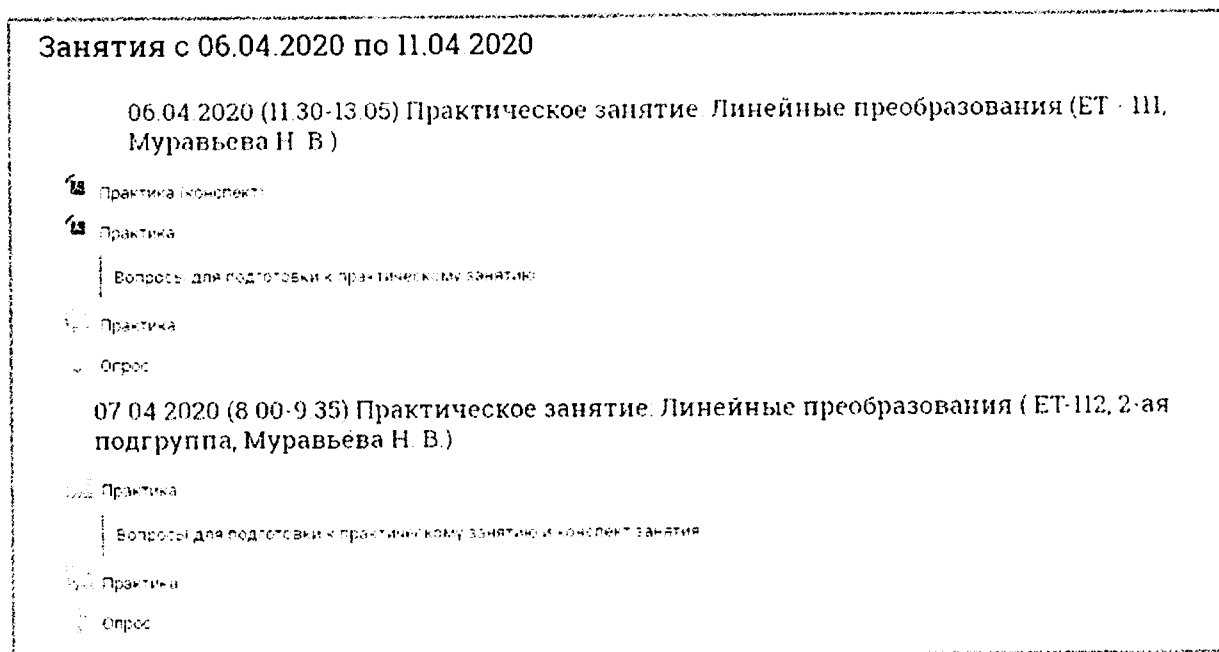 Занятия с 06.04.2020 по 11.04.2020
06.04.2020 (11.30-13.05) Практическое занятие. Линейные преобразования (ЕТ - 111,
Муравьева Н. В.)
Практика (конспект)
Практика
Вопросы для подготовки к практическому занятию
Практика
Опрос
07.04.2020 (8.00-9.35) Практическое занятие. Линейные преобразования ( ЕТ-112, 2-ая
подгруппа, Муравьёва Н. В.)
Практика
Вопросы для подготовки к практическому занятию и конспект занятия
Практика
Опрос